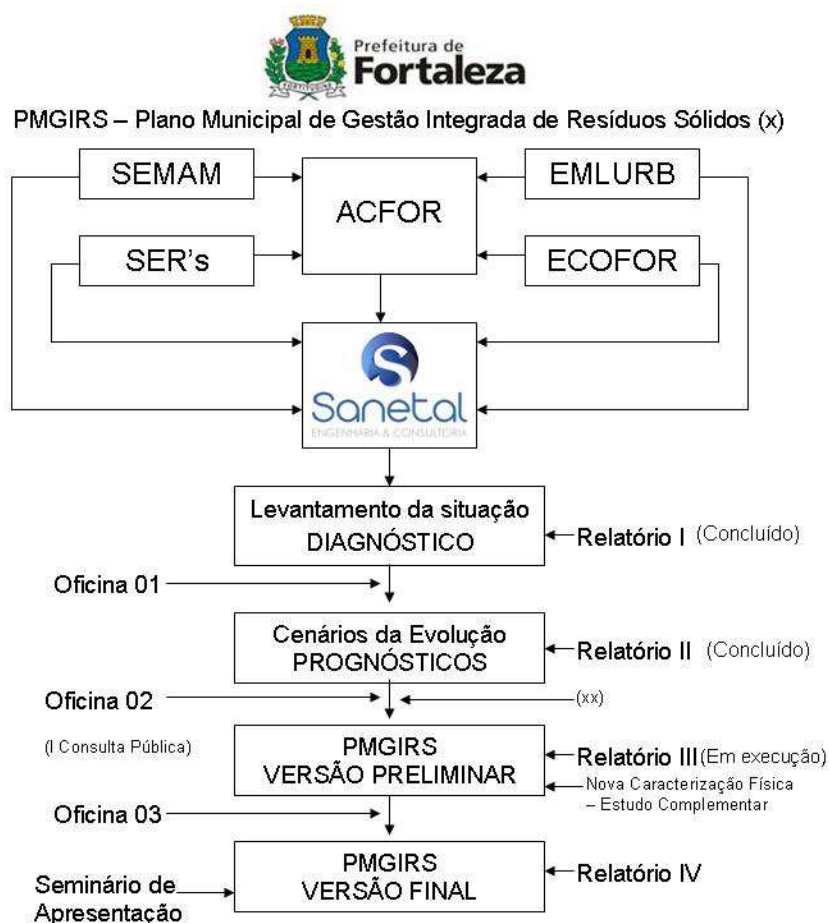 Prefeitura de
Fortaleza
PMGIRS – Plano Municipal de Gestão Integrada de Resíduos Sólidos (x)
SEMAM
EMLURB
ACFOR
SER's
ECOFOR
S
Sanetal
ENGENHARIA & CONSULTORIA
Levantamento da situação
DIAGNÓSTICO
Relatório I (Concluído)
Oficina 01
Cenários da Evolução
PROGNÓSTICOS
Relatório II (Concluído)
Oficina 02
(xx)
(I Consulta Pública)
PMGIRS
VERSÃO PRELIMINAR
Relatório III (Em execução)
Nova Caracterização Física
– Estudo Complementar
Oficina 03
PMGIRS
VERSÃO FINAL
Relatório IV
Seminário de
Apresentação